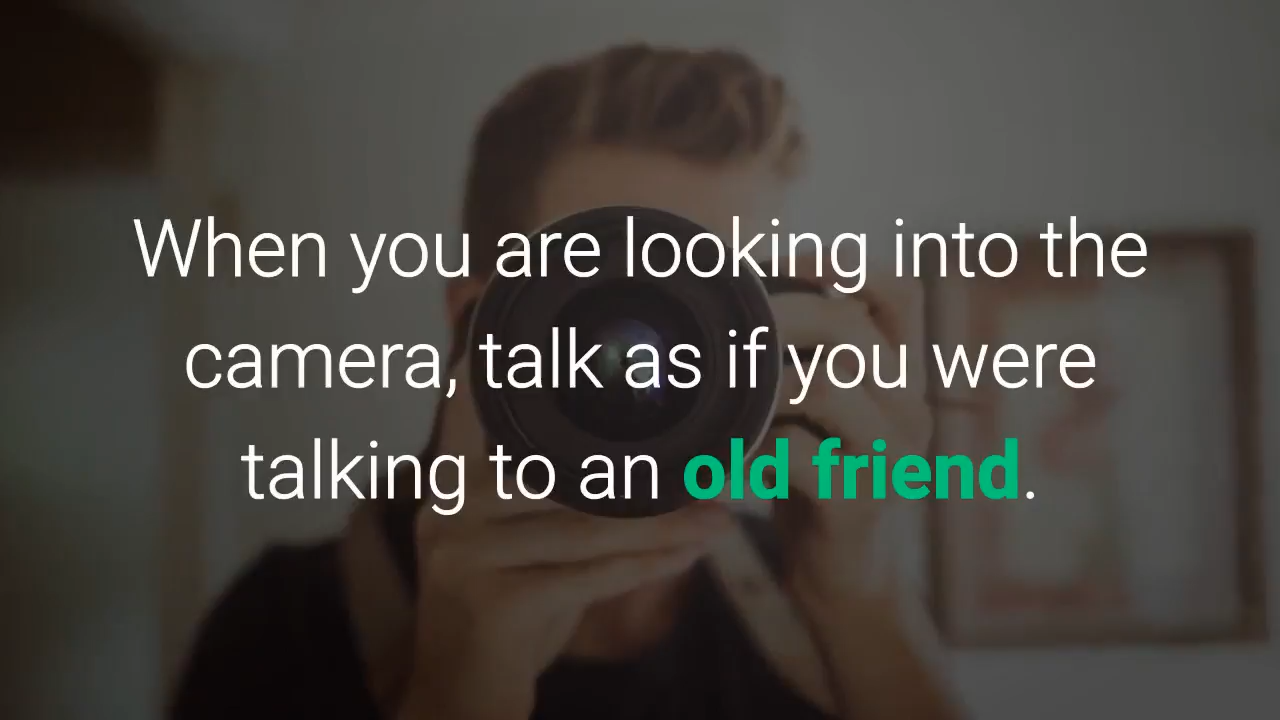 When you are looking into the
camera, talk as if you were
talking to an old friend.